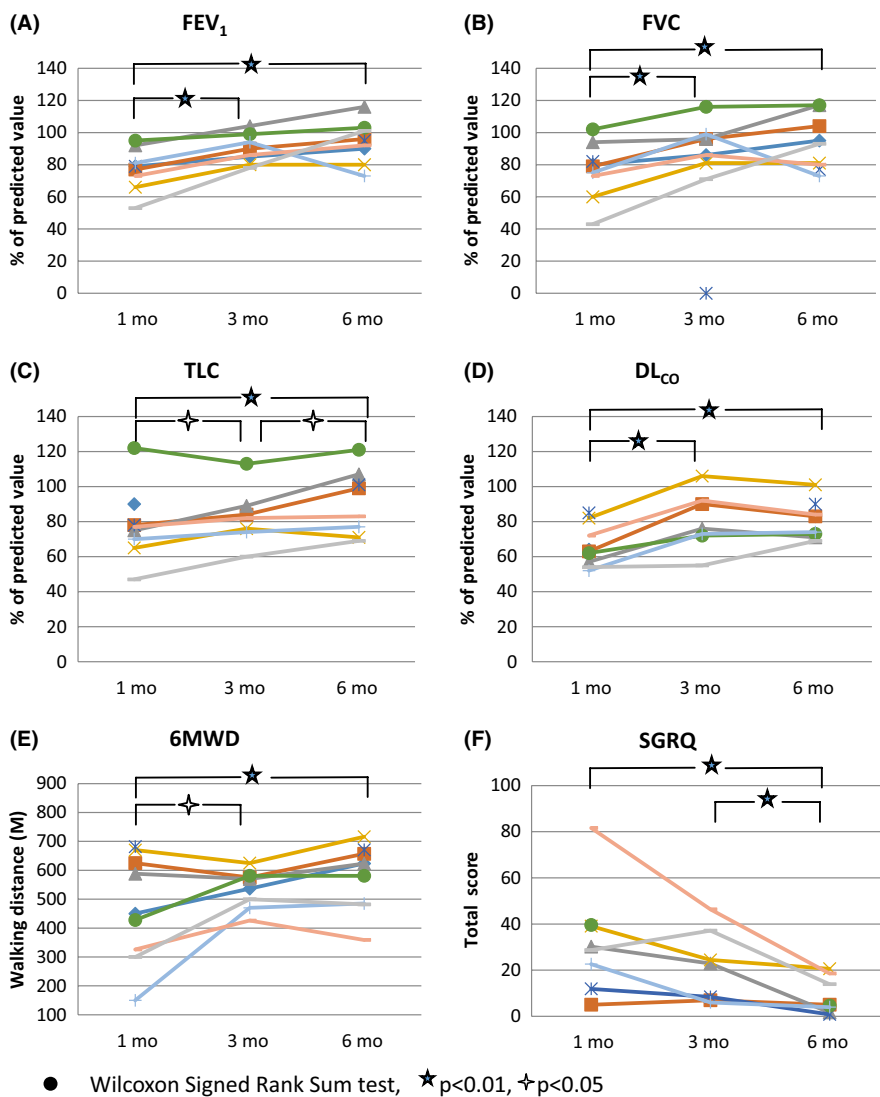 (A) FEV1
140
120
100
80
60
40
20
0
% of predicted value
1 mo 3 mo 6 mo
(B) FVC
140
120
100
80
60
40
20
0
% of predicted value
1 mo 3 mo 6 mo
(C) TLC
140
120
100
80
60
40
20
0
% of predicted value
1 mo 3 mo 6 mo
(D) DLCO
140
120
100
80
60
40
20
0
% of predicted value
1 mo 3 mo 6 mo
(E) 6MWD
900
800
700
600
500
400
300
200
100
Walking distance (M)
1 mo 3 mo 6 mo
(F) SGRQ
100
80
60
40
20
0
Total score
1 mo 3 mo 6 mo
● Wilcoxon Signed Rank Sum test, ★p<0.01, ✧p<0.05